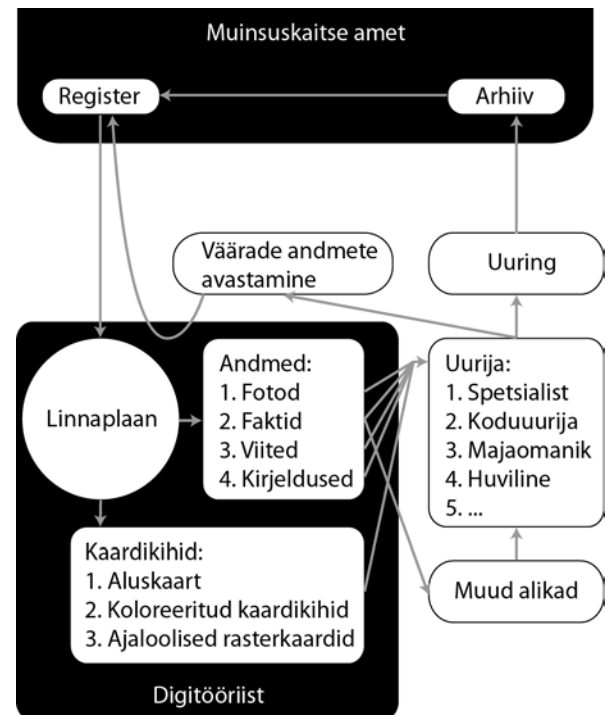 Muinsuskaitse amet
Register
Arhiiv
Väärade andmete
avastamine
Uuring
Linnaplaan
Andmed:
1. Fotod
2. Faktid
3. Viited
4. Kirjeldused
Uurija:
1. Spetsialist
2. Koduuurija
3. Majaomanik
4. Huviline
5. ...
Kaardikihid:
1. Aluskaart
2. Koloreeritud kaardikihid
3. Ajaloolised rasterkaardid
Muud alikad
Digitööriist